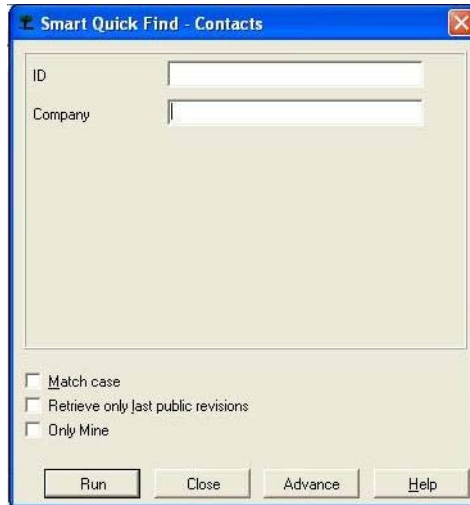 Smart Quick Find - Contacts
ID
Company
Match case
Retrieve only last public revisions
Only Mine
Run Close Advance Help